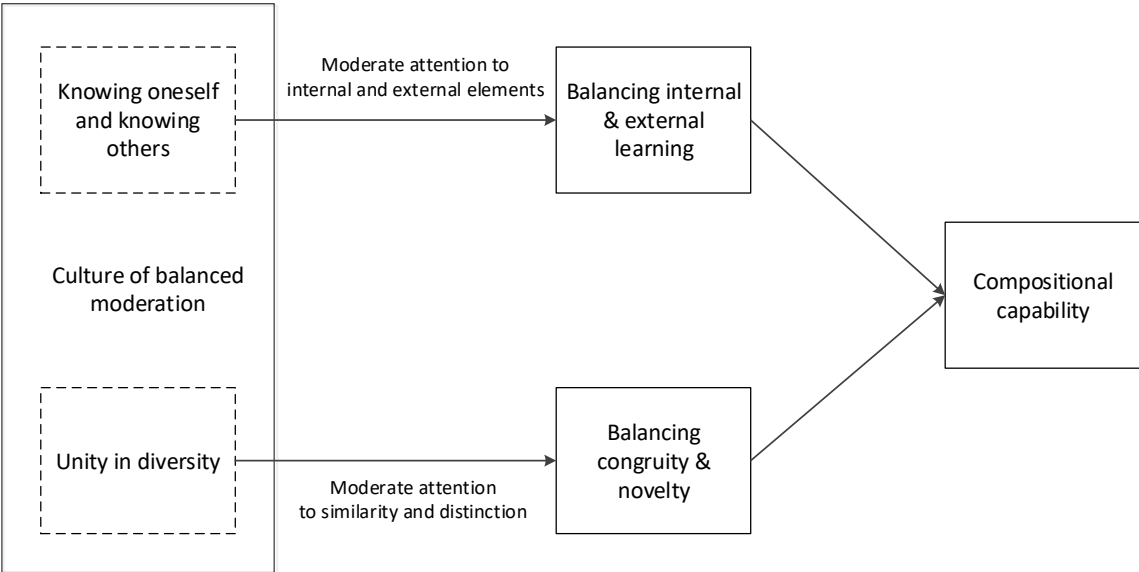 Knowing oneself
and knowing
others
Moderate attention to
internal and external elements
Balancing internal
& external
learning
Culture of balanced
moderation
Compositional
capability
Unity in diversity
Moderate attention
to similarity and distinction
Balancing
congruity &
novelty